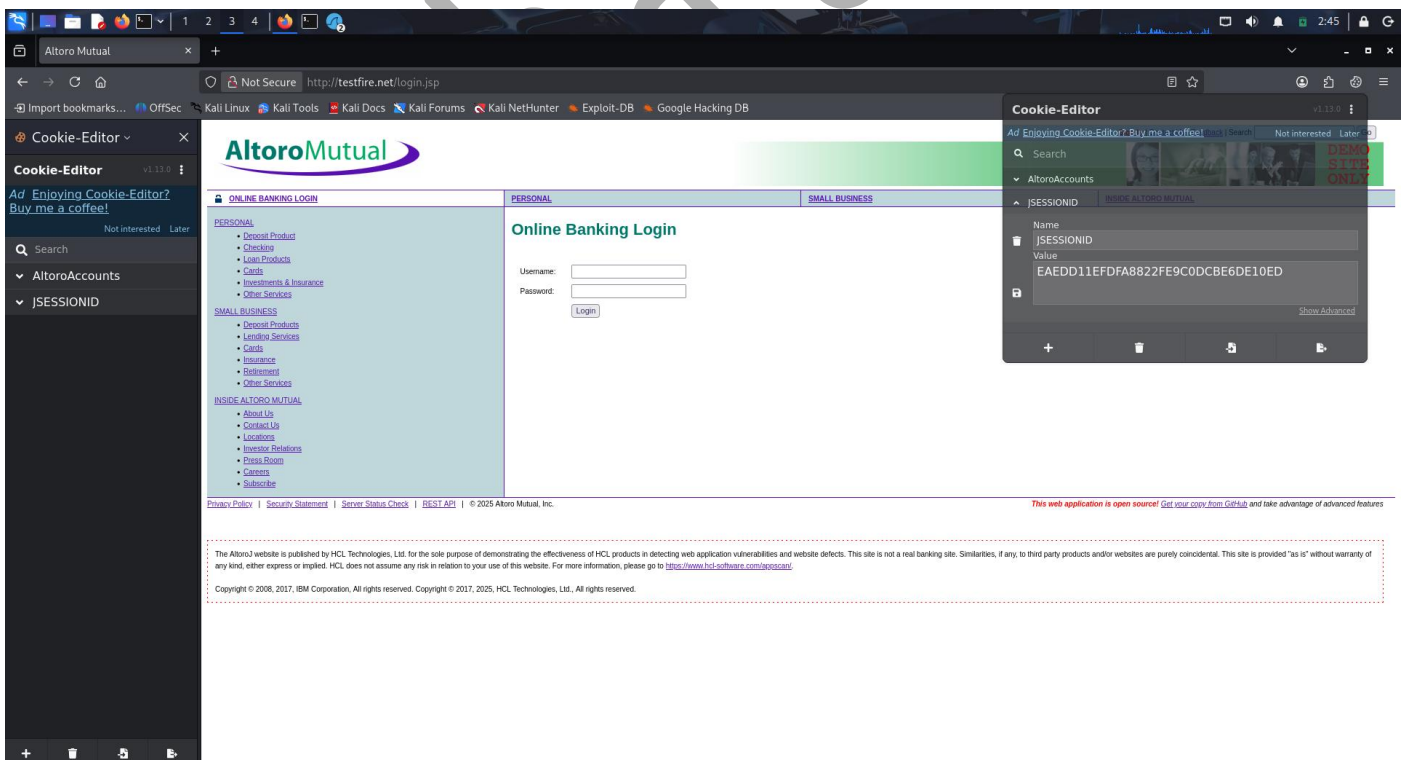 1 2 3 4
2:45
Altoro Mutual
Not Secure http://testfire.net/login.jsp
Import bookmarks... OffSec Kali Linux Kali Tools Kali Docs Kali Forums Kali NetHunter Exploit-DB Google Hacking DB
Cookie-Editor
Cookie-Editor v1.13.0
Ad Enjoying Cookie-Editor?
Buy me a coffee!
Not interested Later
Search
AltoroAccounts
JSESSIONID
AltoroMutual
Search
DEMO
SITE
ONLY
ONLINE BANKING LOGIN
PERSONAL
SMALL BUSINESS
INSIDE ALTORO MUTUAL
PERSONAL
Deposit Product
Checking
Loan Products
Cards
Investments & Insurance
Other Services
SMALL BUSINESS
Deposit Products
Lending Services
Cards
Insurance
Retirement
Other Services
INSIDE ALTORO MUTUAL
About Us
Contact Us
Locations
Investor Relations
Press Room
Careers
Subscribe
Online Banking Login
Username:
Password:
Login
Cookie-Editor v1.13.0
Ad Enjoying Cookie-Editor? Buy me a coffee! Not interested Later
Search
AltoroAccounts
JSESSIONID
Name
JSESSIONID
Value
EAEDD11EFDFA8822FE9C0DCBE6DE10ED
Show Advanced
Privacy Policy | Security Statement | Server Status Check | REST API | © 2025 Altoro Mutual, Inc.
This web application is open source! Get your copy from GitHub and take advantage of advanced features
The AltoroJ website is published by HCL Technologies, Ltd. for the sole purpose of demonstrating the effectiveness of HCL products in detecting web application vulnerabilities and website defects. This site is not a real banking site. Similarities, if any, to third party products and/or websites are purely coincidental. This site is provided "as is" without warranty of
any kind, either express or implied. HCL does not assume any risk in relation to your use of this website. For more information, please go to https://www.hcl-software.com/appscan/.
Copyright © 2008, 2017, IBM Corporation, All rights reserved. Copyright © 2017, 2025, HCL Technologies, Ltd., All rights reserved.